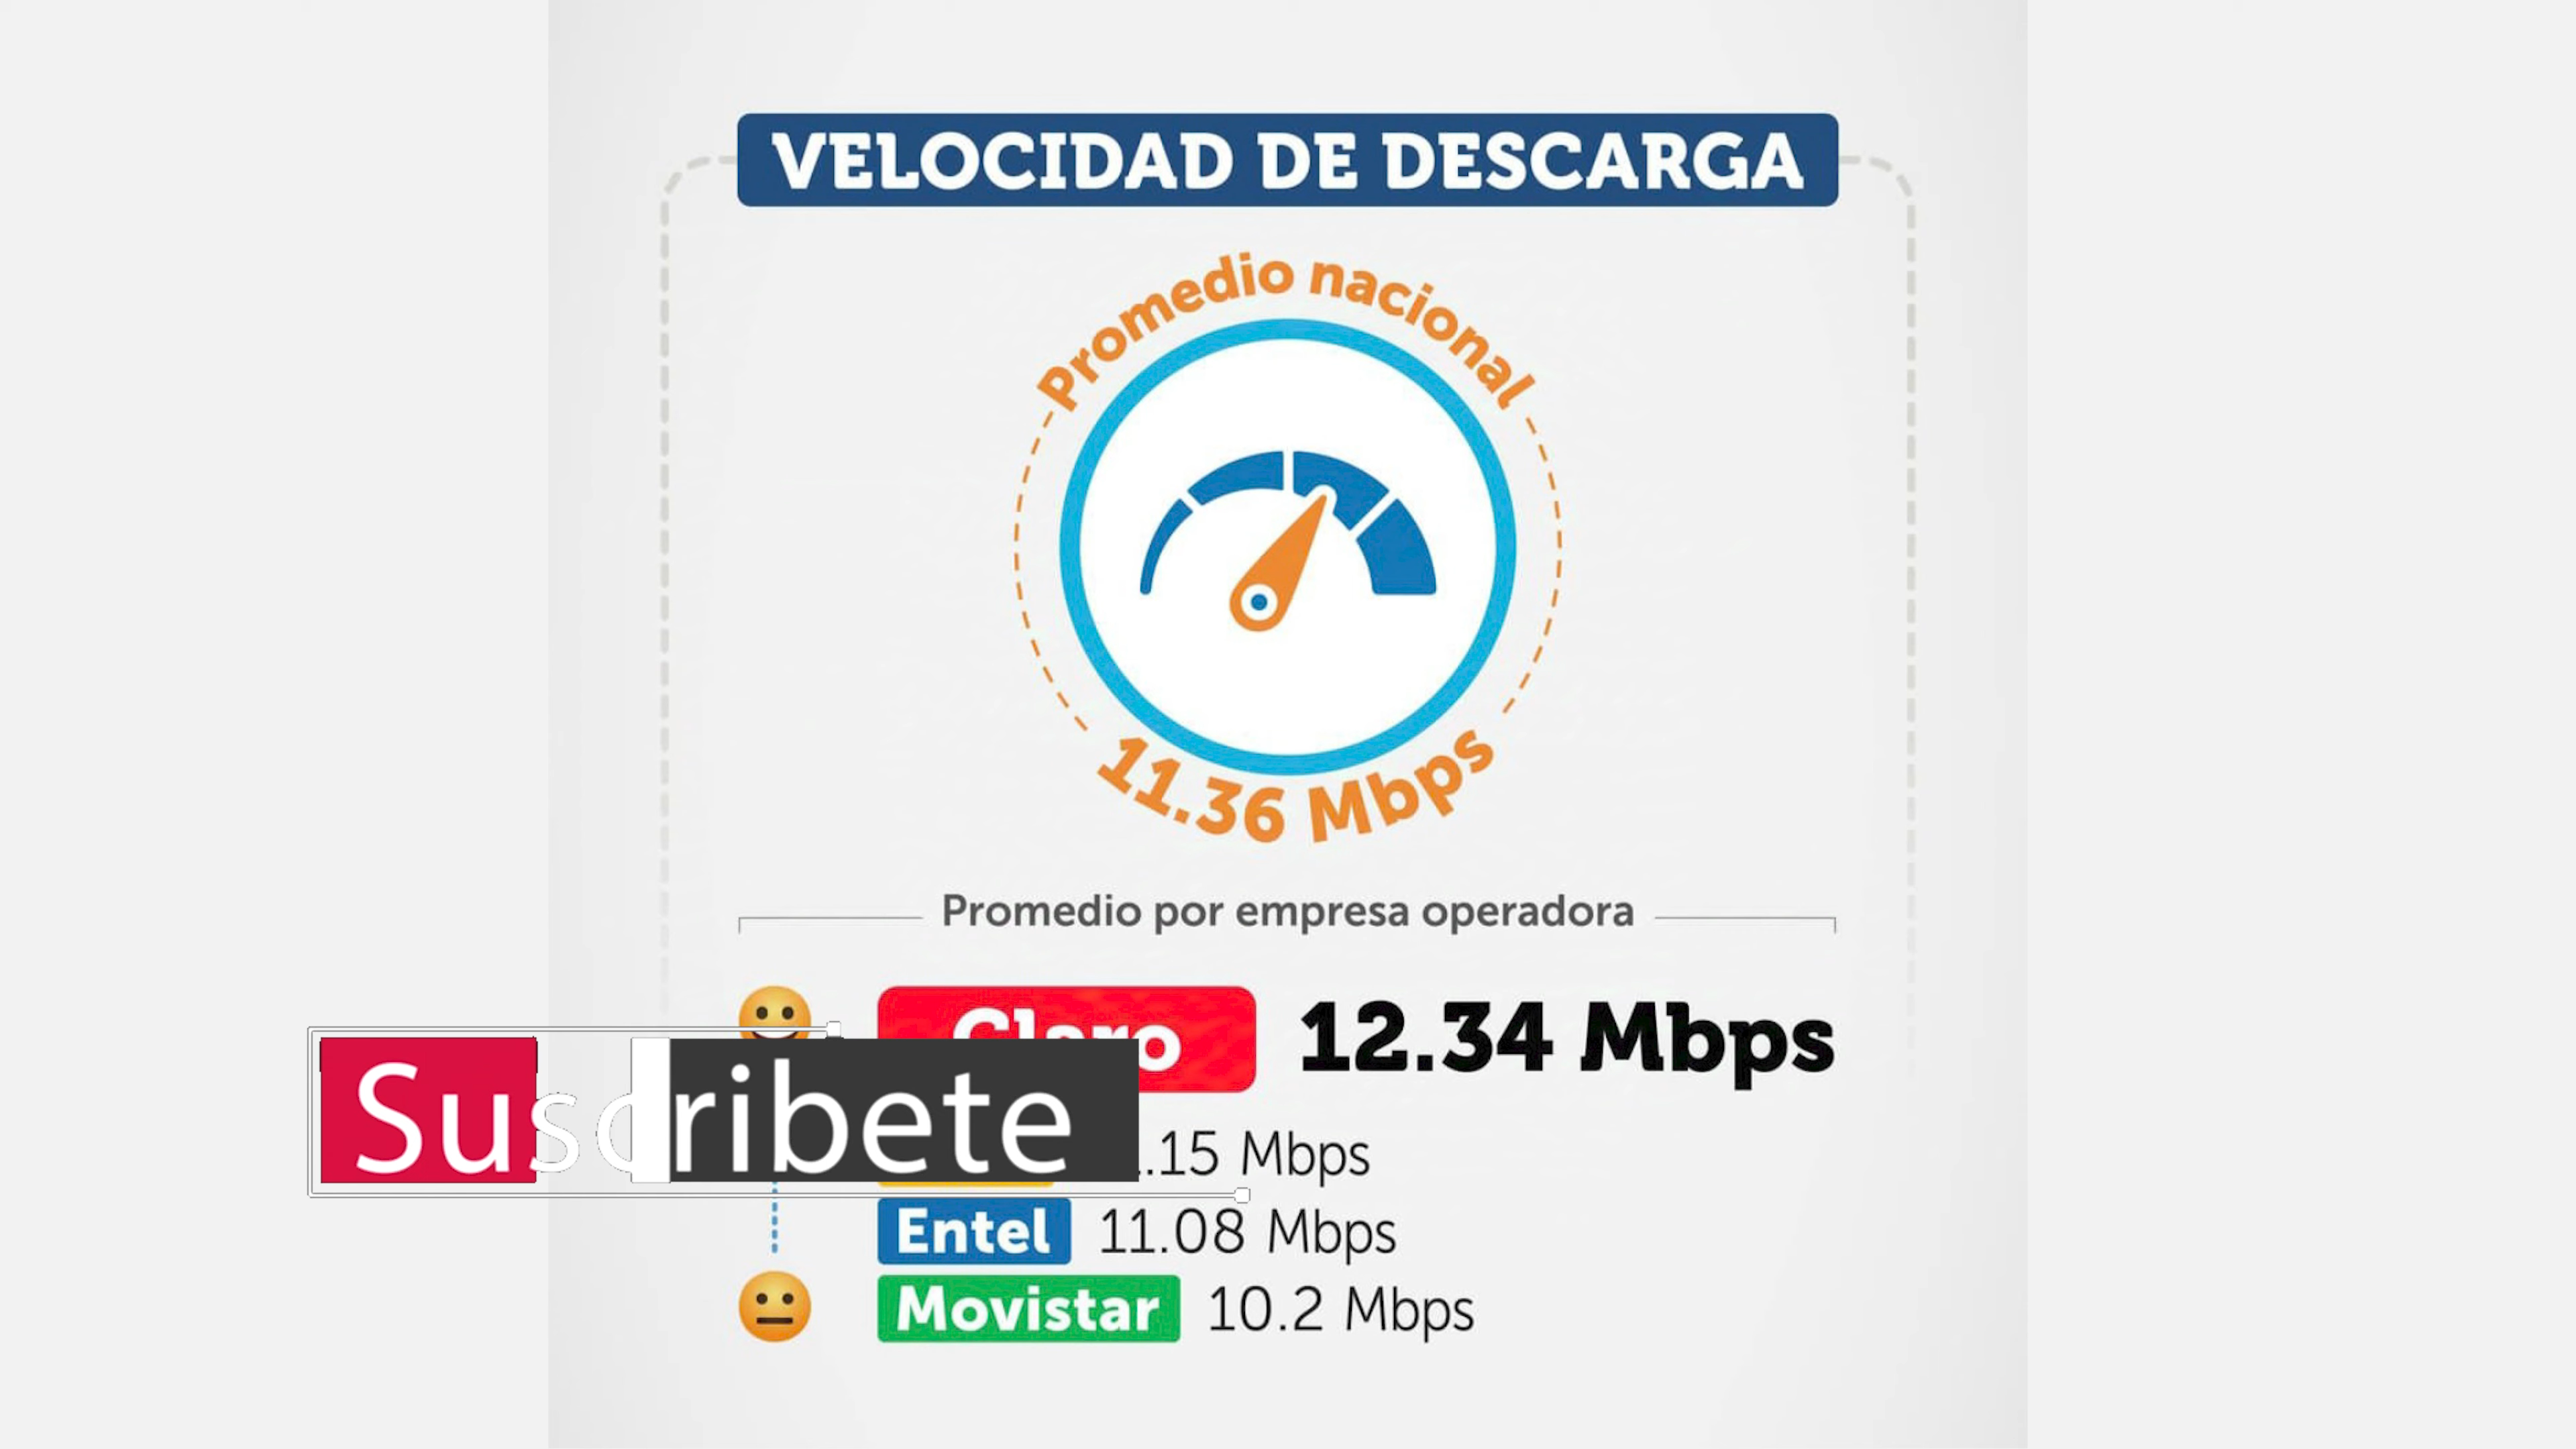 VELOCIDAD DE DESCARGA
Promedio nacional
11.36 Mbps
Promedio por empresa operadora
Claro 12.34 Mbps
Suscribete
.15 Mbps
Entel 11.08 Mbps
Movistar 10.2 Mbps